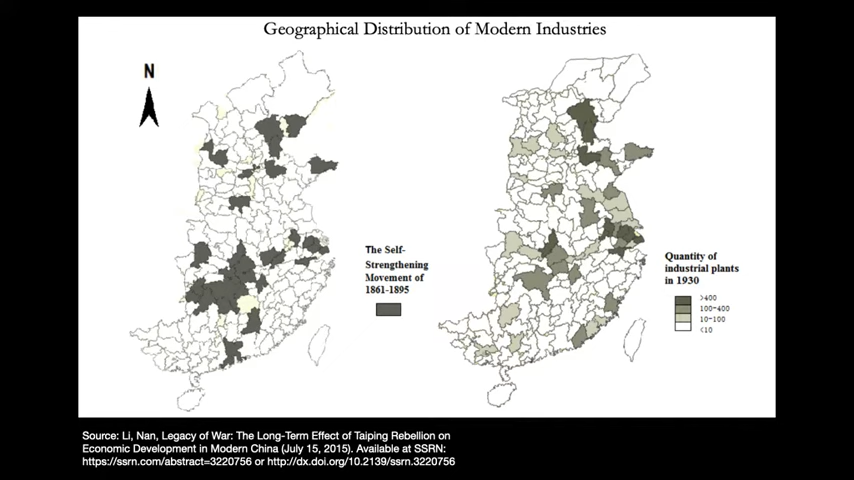 Geographical Distribution of Modern Industries
N
The Self-
Strengthening
Movement of
1861-1895
Quantity of
industrial plants
in 1930
>400
100-400
10-100
<10
Source: Li, Nan, Legacy of War: The Long-Term Effect of Taiping Rebellion on
Economic Development in Modern China (July 15, 2015). Available at SSRN:
https://ssrn.com/abstract=3220756 or http://dx.doi.org/10.2139/ssrn.3220756